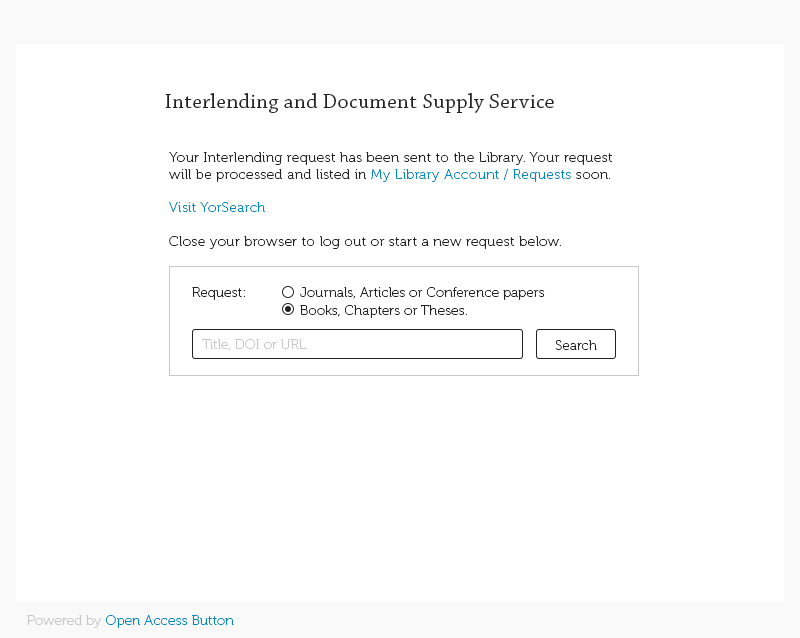 Interlending and Document Supply Service
Your Interlending request has been sent to the Library. Your request
will be processed and listed in My Library Account / Requests soon.
Visit YorSearch
Close your browser to log out or start a new request below.
Request:
Journals, Articles or Conference papers
Books, Chapters or Theses.
Title, DOI or URL
Search
Powered by Open Access Button